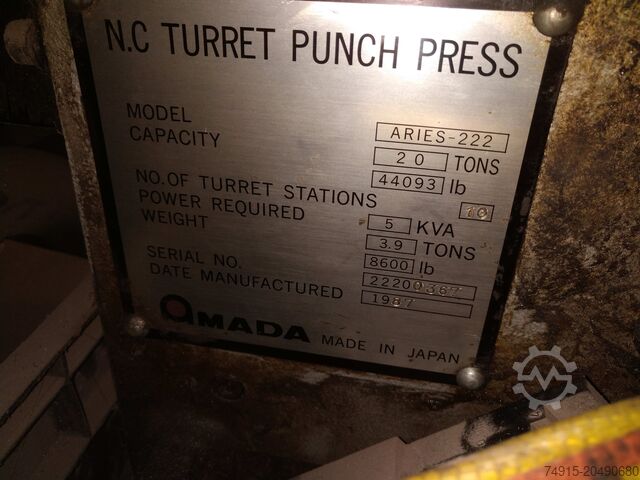 N.C TURRET PUNCH PRESS
MODEL ARIES-222
CAPACITY 20 TONS
44093 lb
NO. OF TURRET STATIONS 10
POWER REQUIRED 5 KVA
WEIGHT 3.9 TONS
8600 lb
SERIAL NO. 22200367
DATE MANUFACTURED 1987
AMADA MADE IN JAPAN
74915-20490680